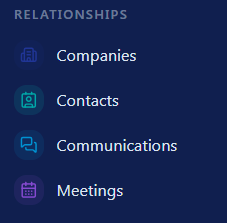 RELATIONSHIPS
Companies
Contacts
Communications
Meetings